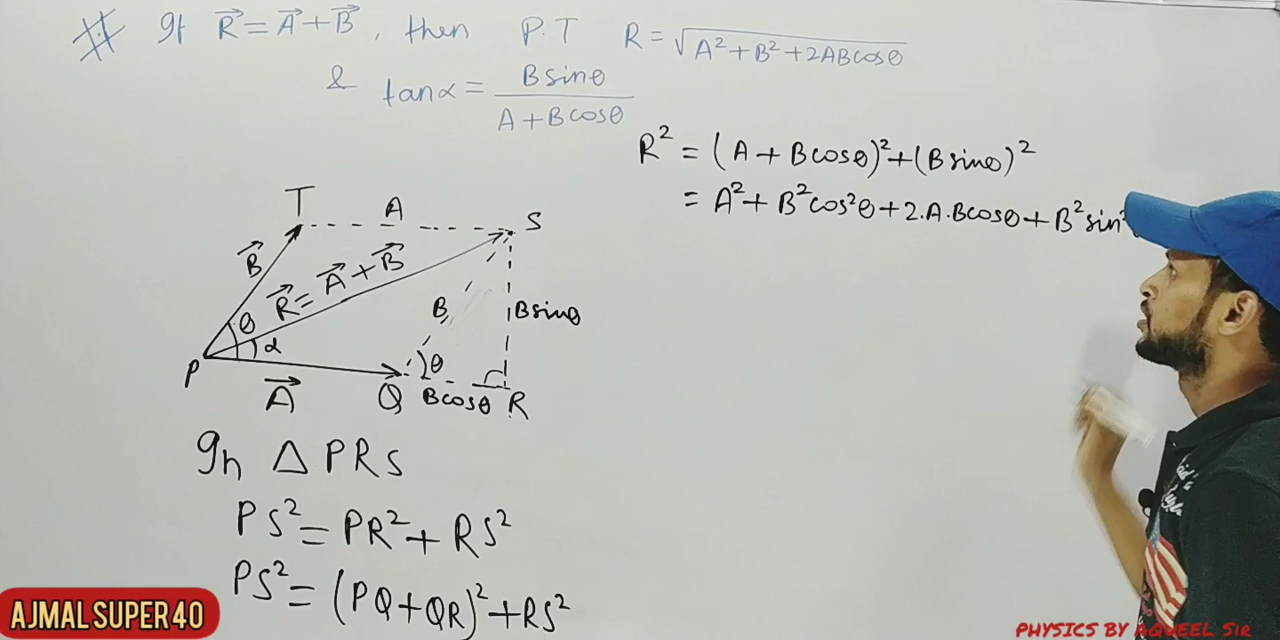 # If R⃗ = A⃗ + B⃗, then P.T R = √(A² + B² + 2ABcosθ)
& tanα = Bsinθ / (A + Bcosθ)
R² = (A + Bcosθ)² + (Bsinθ)²
= A² + B²cos²θ + 2.A.Bcosθ + B²sin²
T A S
B⃗ R⃗ = A⃗ + B⃗ B Bsinθ
θ α θ
P A⃗ Q Bcosθ R
In △ PRS
PS² = PR² + RS²
PS² = (PQ + QR)² + RS²
AJMAL SUPER 40
PHYSICS BY AQUEEL SIR